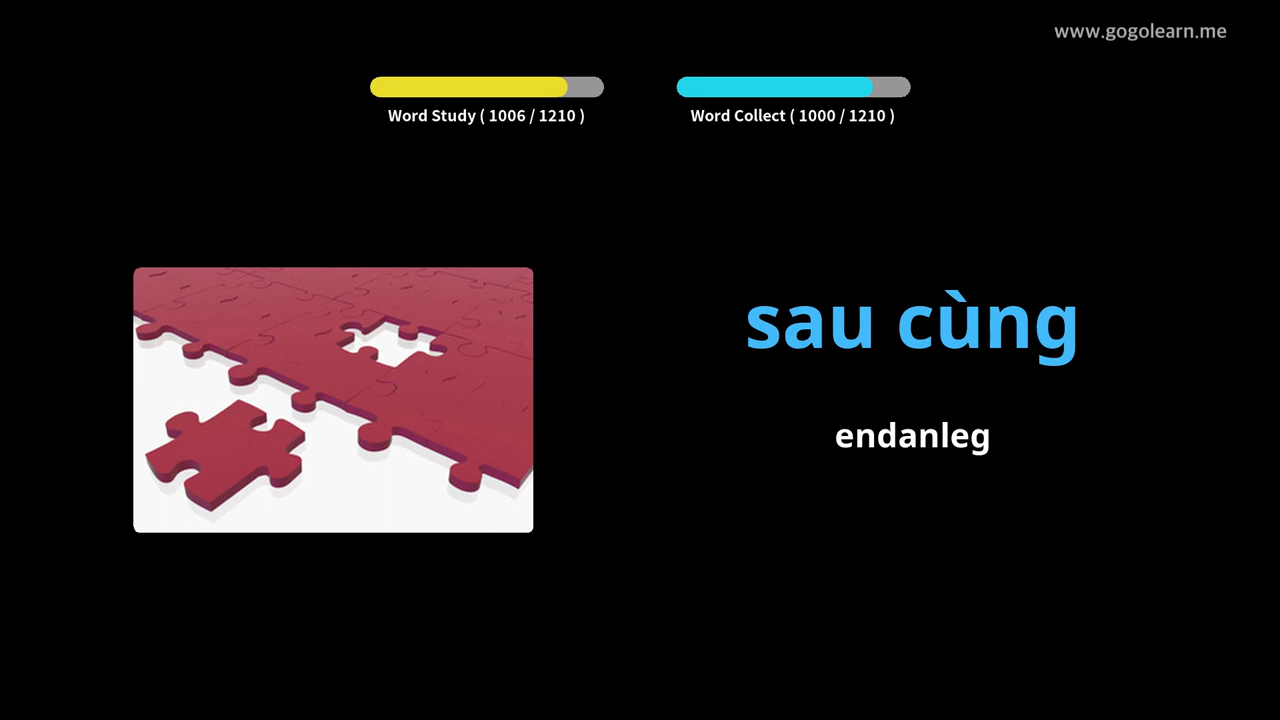 www.gogolearn.me
Word Study ( 1006 / 1210 )
Word Collect ( 1000 / 1210 )
sau cùng
endanleg